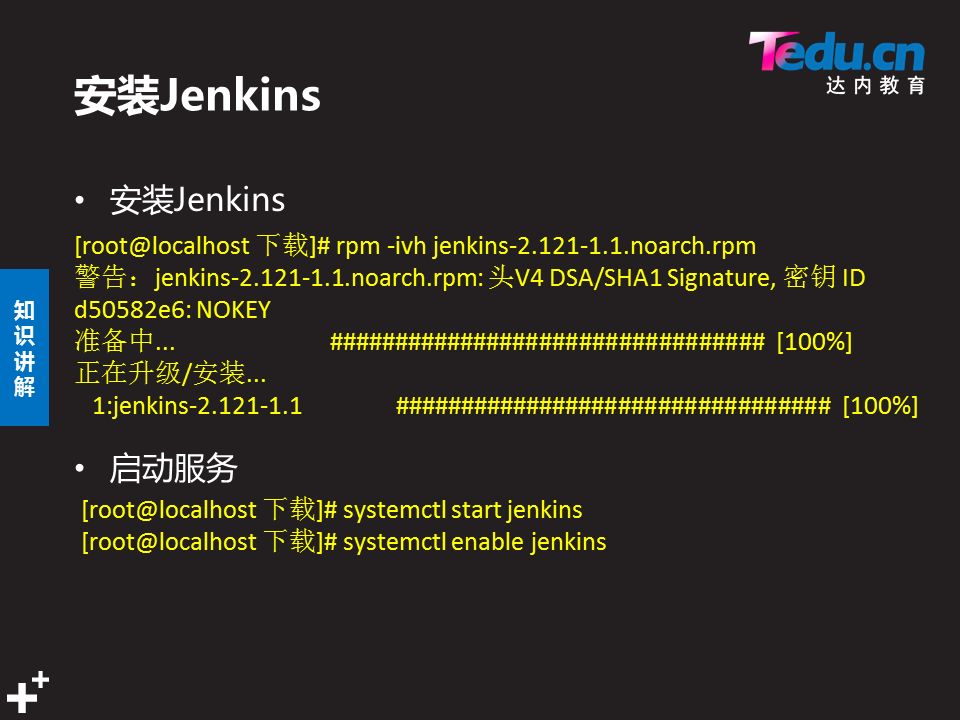 Tedu.cn
达内教育
安装Jenkins
• 安装Jenkins
[root@localhost 下载]# rpm -ivh jenkins-2.121-1.1.noarch.rpm
警告：jenkins-2.121-1.1.noarch.rpm: 头V4 DSA/SHA1 Signature, 密钥 ID
d50582e6: NOKEY
准备中... ################################# [100%]
正在升级/安装...
1:jenkins-2.121-1.1 ################################# [100%]
• 启动服务
[root@localhost 下载]# systemctl start jenkins
[root@localhost 下载]# systemctl enable jenkins
知识讲解